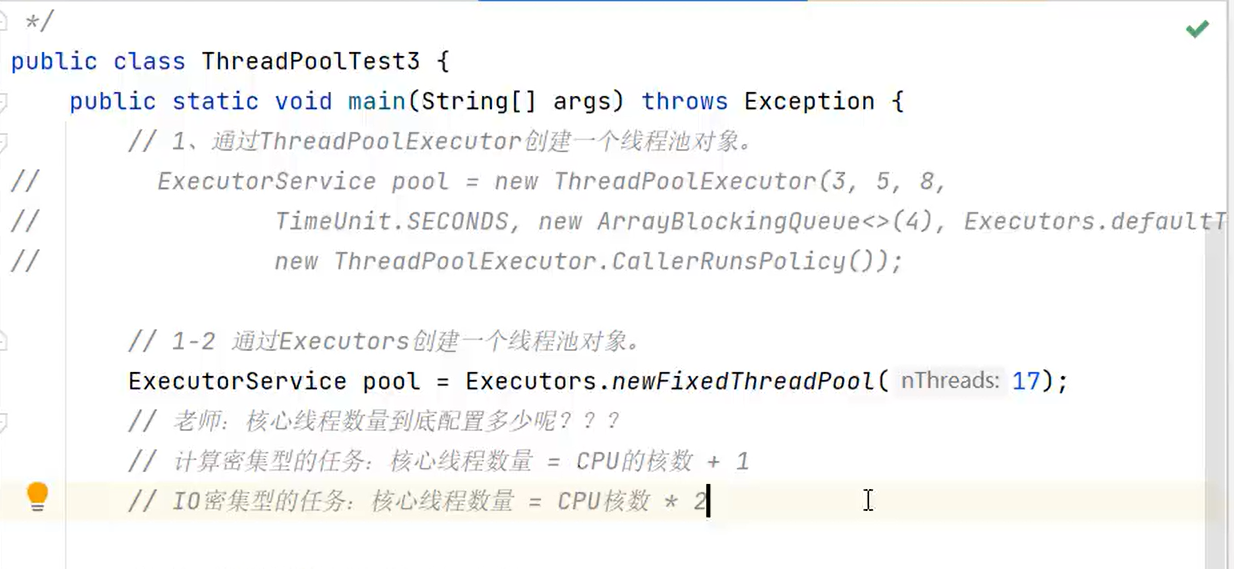 */
public class ThreadPoolTest3 {
public static void main(String[] args) throws Exception {
// 1、通过ThreadPoolExecutor创建一个线程池对象。
// ExecutorService pool = new ThreadPoolExecutor(3, 5, 8,
// TimeUnit.SECONDS, new ArrayBlockingQueue<>(4), Executors.defaultT
// new ThreadPoolExecutor.CallerRunsPolicy());
// 1-2 通过Executors创建一个线程池对象。
ExecutorService pool = Executors.newFixedThreadPool( nThreads: 17);
// 老师：核心线程数量到底配置多少呢？？？
// 计算密集型的任务：核心线程数量 = CPU的核数 + 1
// IO密集型的任务：核心线程数量 = CPU核数 * 2